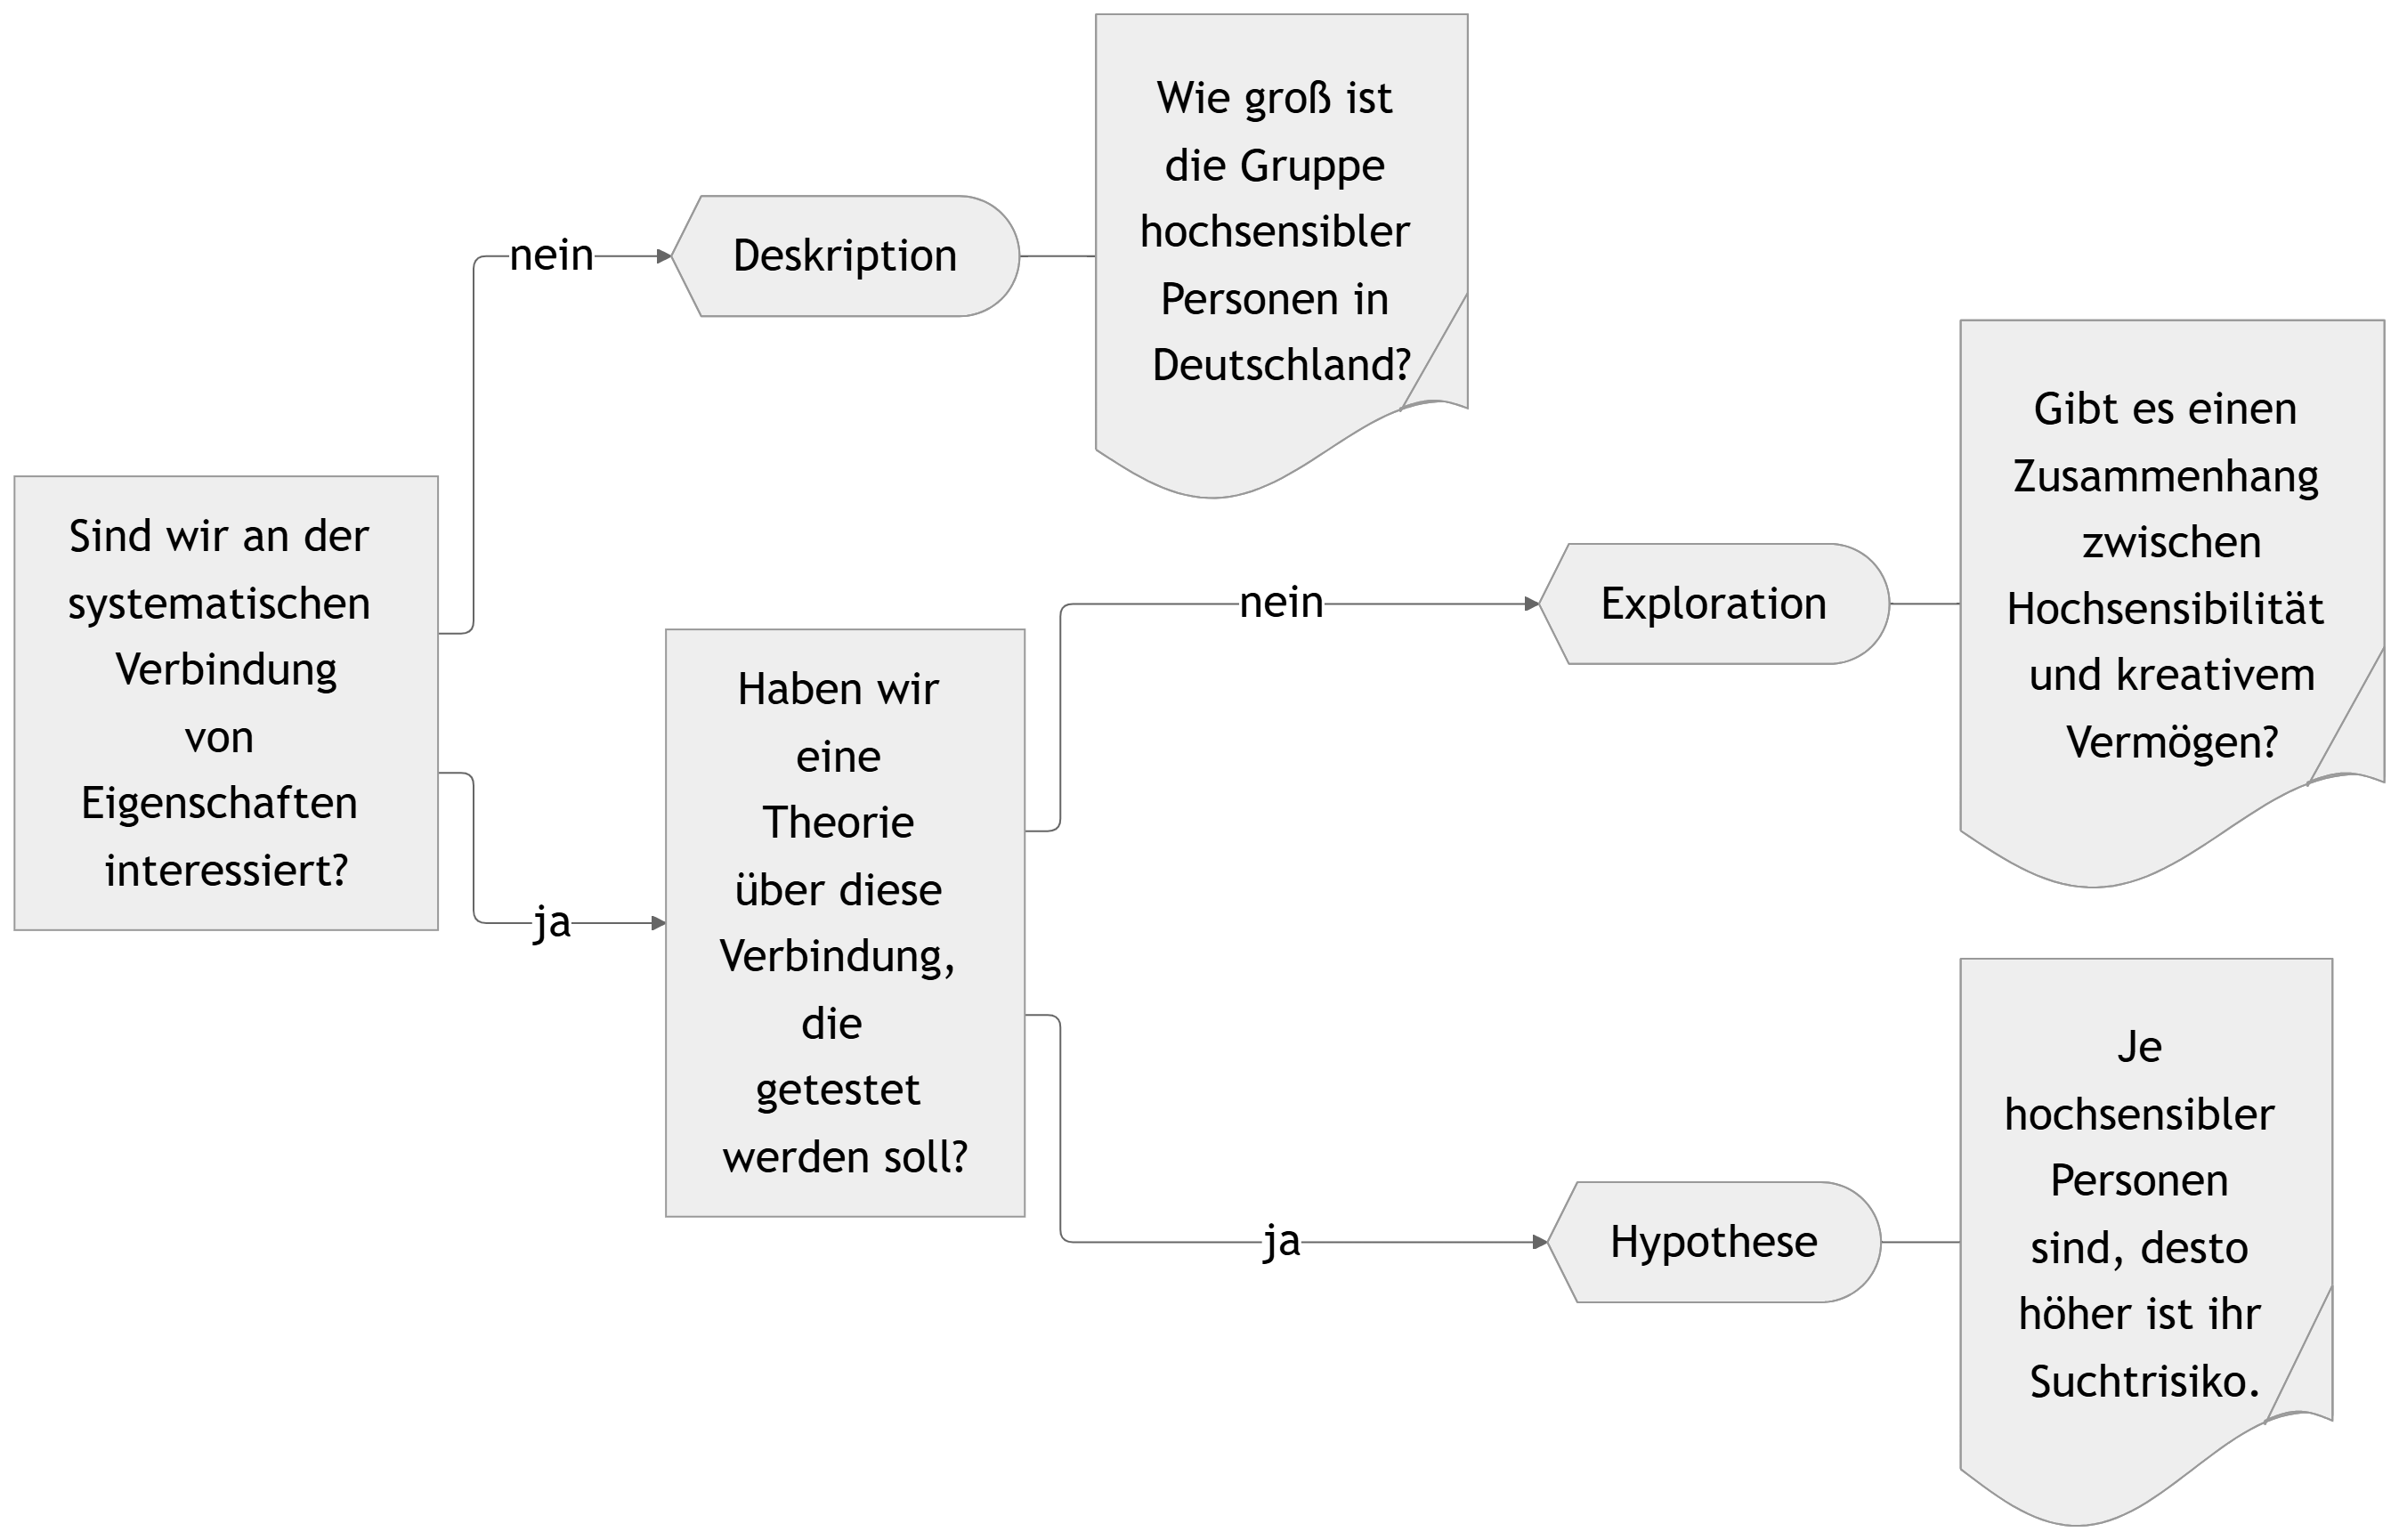 Sind wir an der
systematischen
Verbindung
von
Eigenschaften
interessiert?
nein
Deskription
Wie groß ist
die Gruppe
hochsensibler
Personen in
Deutschland?
ja
Haben wir
eine
Theorie
über diese
Verbindung,
die
getestet
werden soll?
nein
Exploration
Gibt es einen
Zusammenhang
zwischen
Hochsensibilität
und kreativem
Vermögen?
ja
Hypothese
Je
hochsensibler
Personen
sind, desto
höher ist ihr
Suchtrisiko.